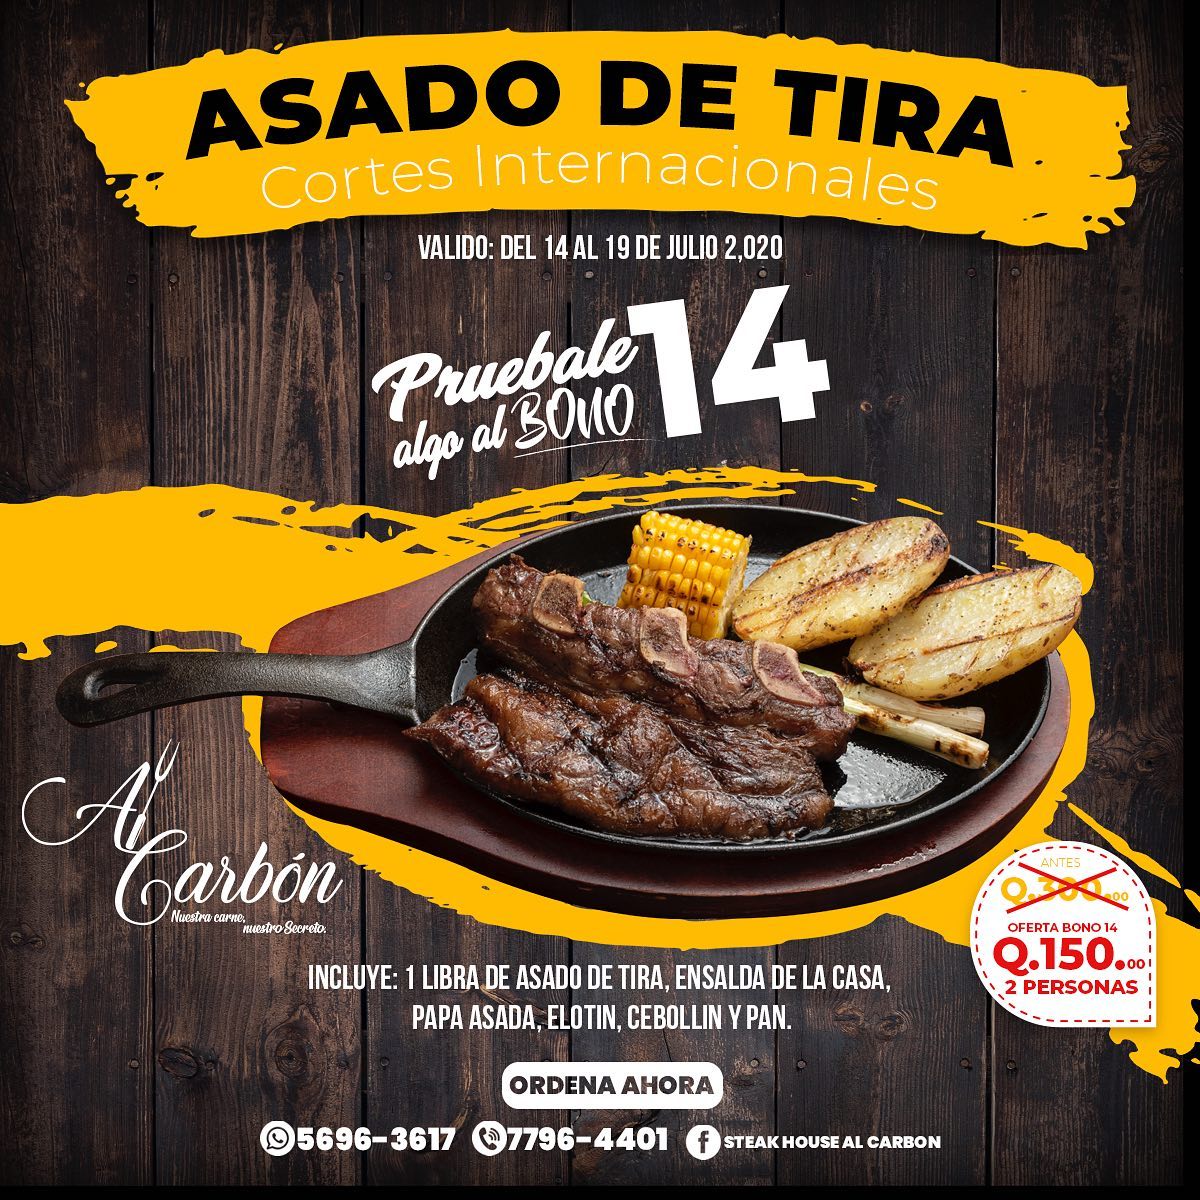 ASADO DE TIRA
Cortes Internacionales
VALIDO: DEL 14 AL 19 DE JULIO 2,020
Pruebale
algo al BONO 14
Al
Carbón
Nuestra carne,
nuestro Secreto.
ANTES
Q.300.00
OFERTA BONO 14
Q.150.00
2 PERSONAS
INCLUYE: 1 LIBRA DE ASADO DE TIRA, ENSALDA DE LA CASA,
PAPA ASADA, ELOTIN, CEBOLLIN Y PAN.
ORDENA AHORA
5696-3617 7796-4401 STEAK HOUSE AL CARBON